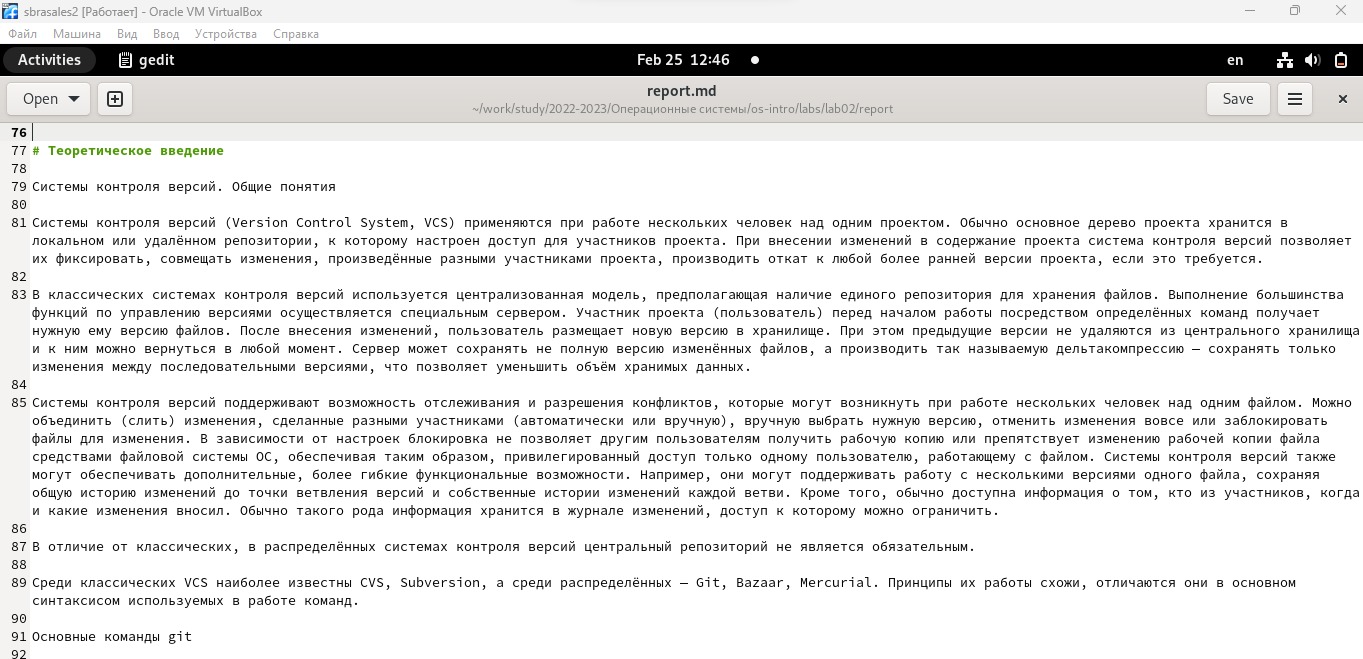 sbrasales2 [Работает] - Oracle VM VirtualBox
Файл Машина Вид Ввод Устройства Справка
Activities gedit Feb 25 12:46 en
Open report.md Save
~/work/study/2022-2023/Операционные системы/os-intro/labs/lab02/report
76
77 # Теоретическое введение
78
79 Системы контроля версий. Общие понятия
80
81 Системы контроля версий (Version Control System, VCS) применяются при работе нескольких человек над одним проектом. Обычно основное дерево проекта хранится в
локальном или удалённом репозитории, к которому настроен доступ для участников проекта. При внесении изменений в содержание проекта система контроля версий позволяет
их фиксировать, совмещать изменения, произведённые разными участниками проекта, производить откат к любой более ранней версии проекта, если это требуется.
82
83 В классических системах контроля версий используется централизованная модель, предполагающая наличие единого репозитория для хранения файлов. Выполнение большинства
функций по управлению версиями осуществляется специальным сервером. Участник проекта (пользователь) перед началом работы посредством определённых команд получает
нужную ему версию файлов. После внесения изменений, пользователь размещает новую версию в хранилище. При этом предыдущие версии не удаляются из центрального хранилища
и к ним можно вернуться в любой момент. Сервер может сохранять не полную версию изменённых файлов, а производить так называемую дельтакомпрессию — сохранять только
изменения между последовательными версиями, что позволяет уменьшить объём хранимых данных.
84
85 Системы контроля версий поддерживают возможность отслеживания и разрешения конфликтов, которые могут возникнуть при работе нескольких человек над одним файлом. Можно
объединить (слить) изменения, сделанные разными участниками (автоматически или вручную), вручную выбрать нужную версию, отменить изменения вовсе или заблокировать
файлы для изменения. В зависимости от настроек блокировка не позволяет другим пользователям получить рабочую копию или препятствует изменению рабочей копии файла
средствами файловой системы ОС, обеспечивая таким образом, привилегированный доступ только одному пользователю, работающему с файлом. Системы контроля версий также
могут обеспечивать дополнительные, более гибкие функциональные возможности. Например, они могут поддерживать работу с несколькими версиями одного файла, сохраняя
общую историю изменений до точки ветвления версий и собственные истории изменений каждой ветви. Кроме того, обычно доступна информация о том, кто из участников, когда
и какие изменения вносил. Обычно такого рода информация хранится в журнале изменений, доступ к которому можно ограничить.
86
87 В отличие от классических, в распределённых системах контроля версий центральный репозиторий не является обязательным.
88
89 Среди классических VCS наиболее известны CVS, Subversion, а среди распределённых — Git, Bazaar, Mercurial. Принципы их работы схожи, отличаются они в основном
синтаксисом используемых в работе команд.
90
91 Основные команды git
92